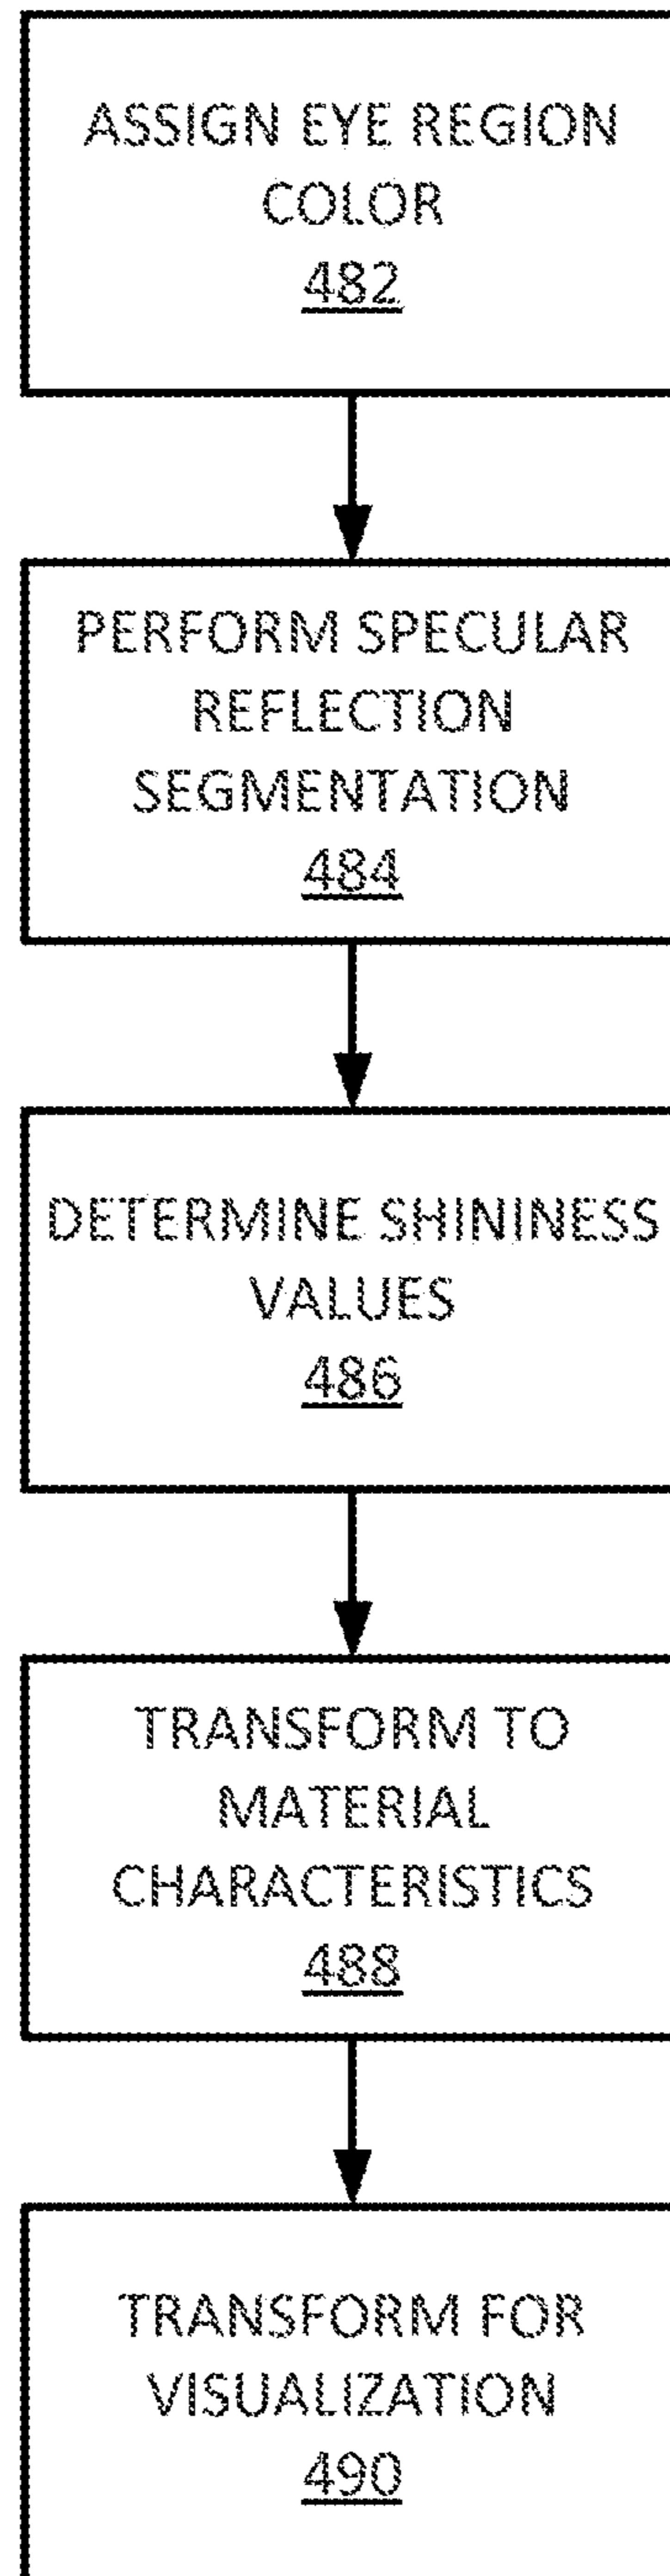 ASSIGN EYE REGION
COLOR
482
PERFORM SPECULAR
REFLECTION
SEGMENTATION
484
DETERMINE SHININESS
VALUES
486
TRANSFORM TO
MATERIAL
CHARACTERISTICS
488
TRANSFORM FOR
VISUALIZATION
490